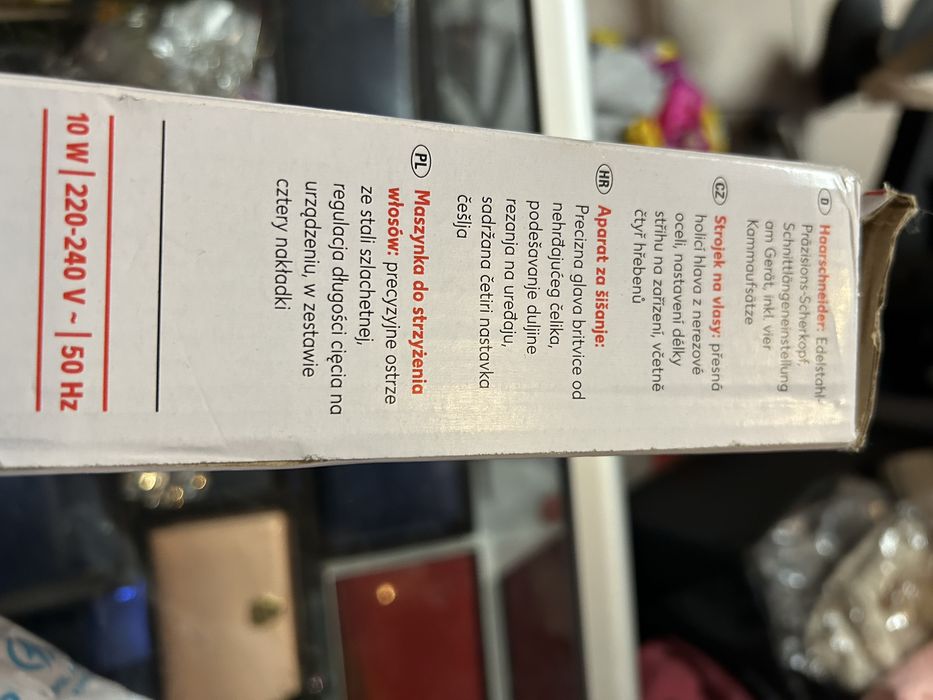 D Haarschneider: Edelstahl-
Präzisions-Scherkopf,
Schnittlängeneinstellung
am Gerät, inkl. vier
Kammaufsätze
CZ Strojek na vlasy: přesná
holicí hlava z nerezové
oceli, nastavení délky
střihu na zařízení, včetně
čtyř hřebenů
HR Aparat za šišanje:
Precizna glava britvice od
nehrđajućeg čelika,
podešavanje duljine
rezanja na uređaju,
sadržana četiri nastavka
češlja
PL Maszynka do strzyżenia
włosów: precyzyjne ostrze
ze stali szlachetnej,
regulacja długości cięcia na
urządzeniu, w zestawie
cztery nakładki
10 W | 220-240 V ~ | 50 Hz